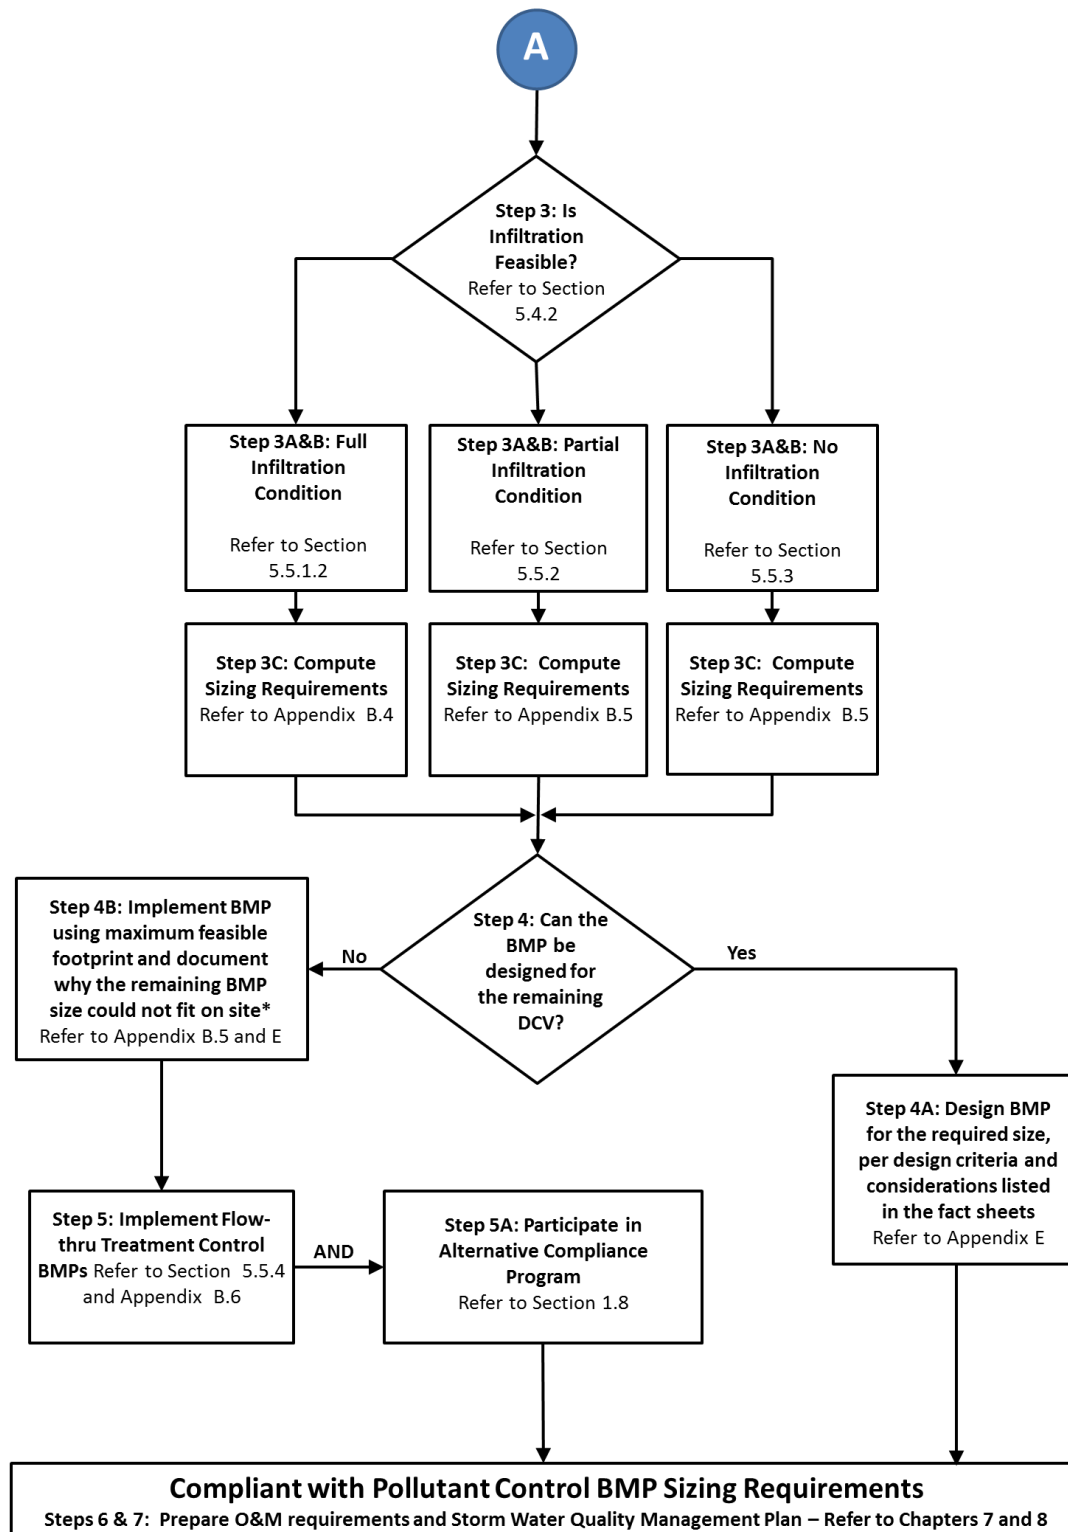 A
Step 3: Is
Infiltration
Feasible?
Refer to Section
5.4.2
Step 3A&B: Full
Infiltration
Condition
Refer to Section
5.5.1.2
Step 3A&B: Partial
Infiltration
Condition
Refer to Section
5.5.2
Step 3A&B: No
Infiltration
Condition
Refer to Section
5.5.3
Step 3C: Compute
Sizing Requirements
Refer to Appendix B.4
Step 3C: Compute
Sizing Requirements
Refer to Appendix B.5
Step 3C: Compute
Sizing Requirements
Refer to Appendix B.5
Step 4: Can the
BMP be
designed for
the remaining
DCV?
No
Yes
Step 4B: Implement BMP
using maximum feasible
footprint and document
why the remaining BMP
size could not fit on site*
Refer to Appendix B.5 and E
Step 4A: Design BMP
for the required size,
per design criteria and
considerations listed
in the fact sheets
Refer to Appendix E
Step 5: Implement Flow-
thru Treatment Control
BMPs Refer to Section 5.5.4
and Appendix B.6
AND
Step 5A: Participate in
Alternative Compliance
Program
Refer to Section 1.8
Compliant with Pollutant Control BMP Sizing Requirements
Steps 6 & 7: Prepare O&M requirements and Storm Water Quality Management Plan – Refer to Chapters 7 and 8